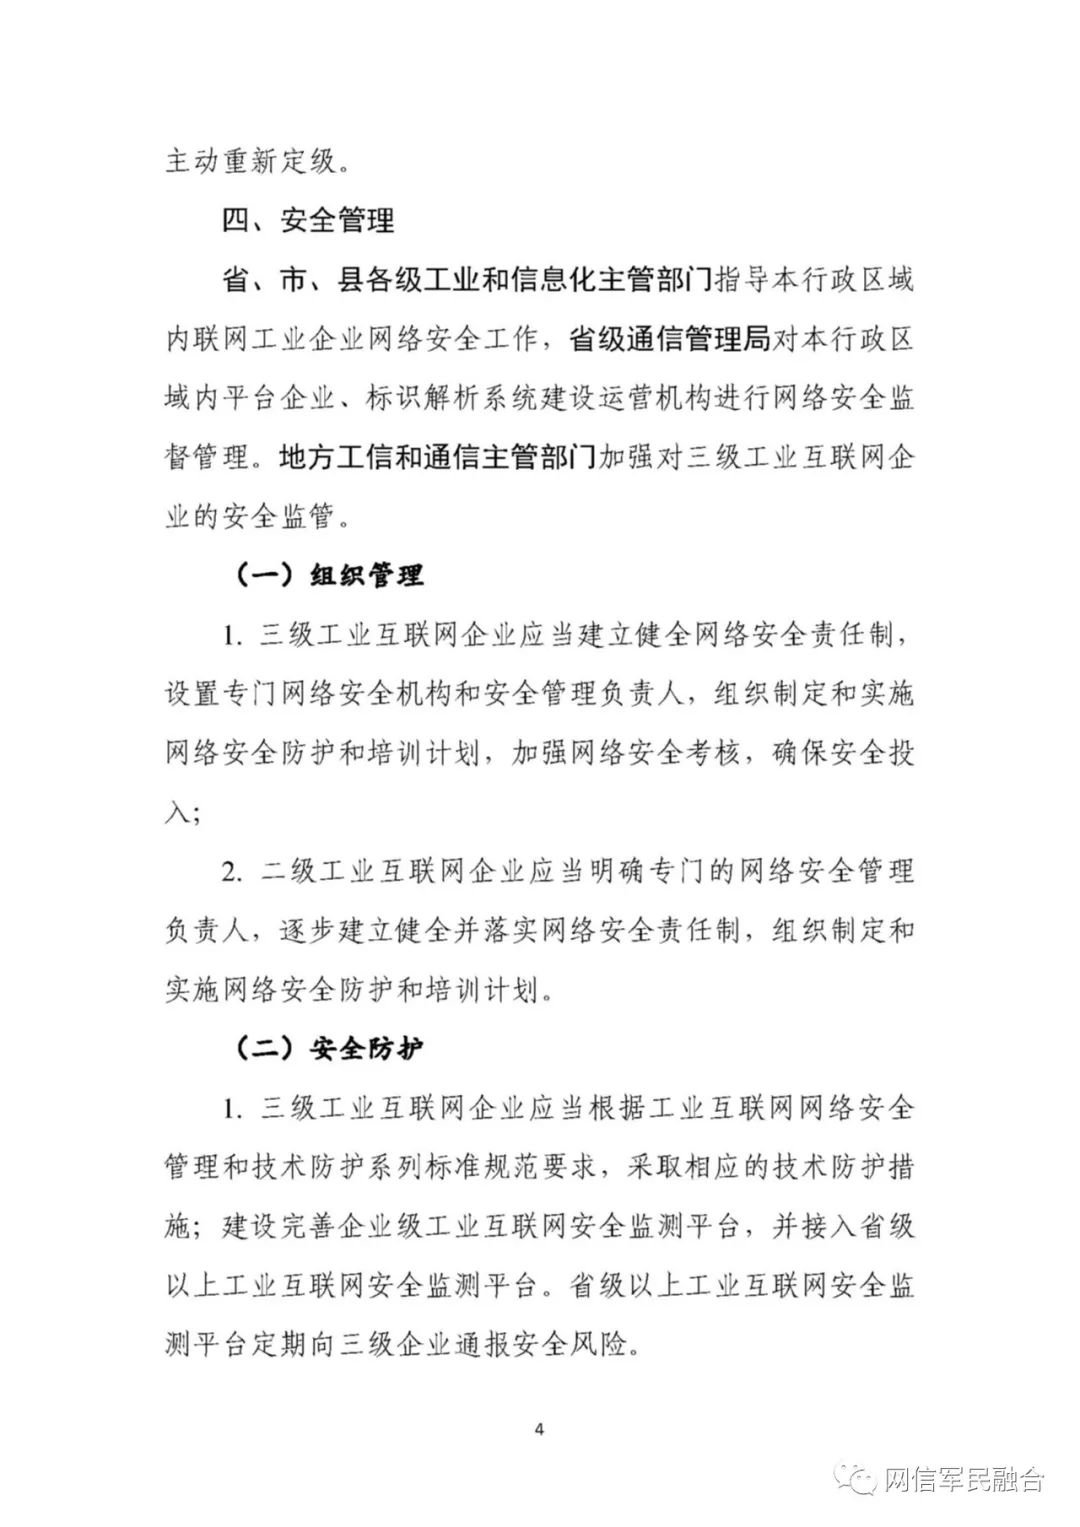 主动重新定级。
四、安全管理
省、市、县各级工业和信息化主管部门指导本行政区域
内联网工业企业网络安全工作，省级通信管理局对本行政区
域内平台企业、标识解析系统建设运营机构进行网络安全监
督管理。地方工信和通信主管部门加强对三级工业互联网企
业的安全监管。
（一）组织管理
1. 三级工业互联网企业应当建立健全网络安全责任制，
设置专门网络安全机构和安全管理负责人，组织制定和实施
网络安全防护和培训计划，加强网络安全考核，确保安全投
入；
2. 二级工业互联网企业应当明确专门的网络安全管理
负责人，逐步建立健全并落实网络安全责任制，组织制定和
实施网络安全防护和培训计划。
（二）安全防护
1. 三级工业互联网企业应当根据工业互联网网络安全
管理和技术防护系列标准规范要求，采取相应的技术防护措
施；建设完善企业级工业互联网安全监测平台，并接入省级
以上工业互联网安全监测平台。省级以上工业互联网安全监
测平台定期向三级企业通报安全风险。
4
网信军民融合